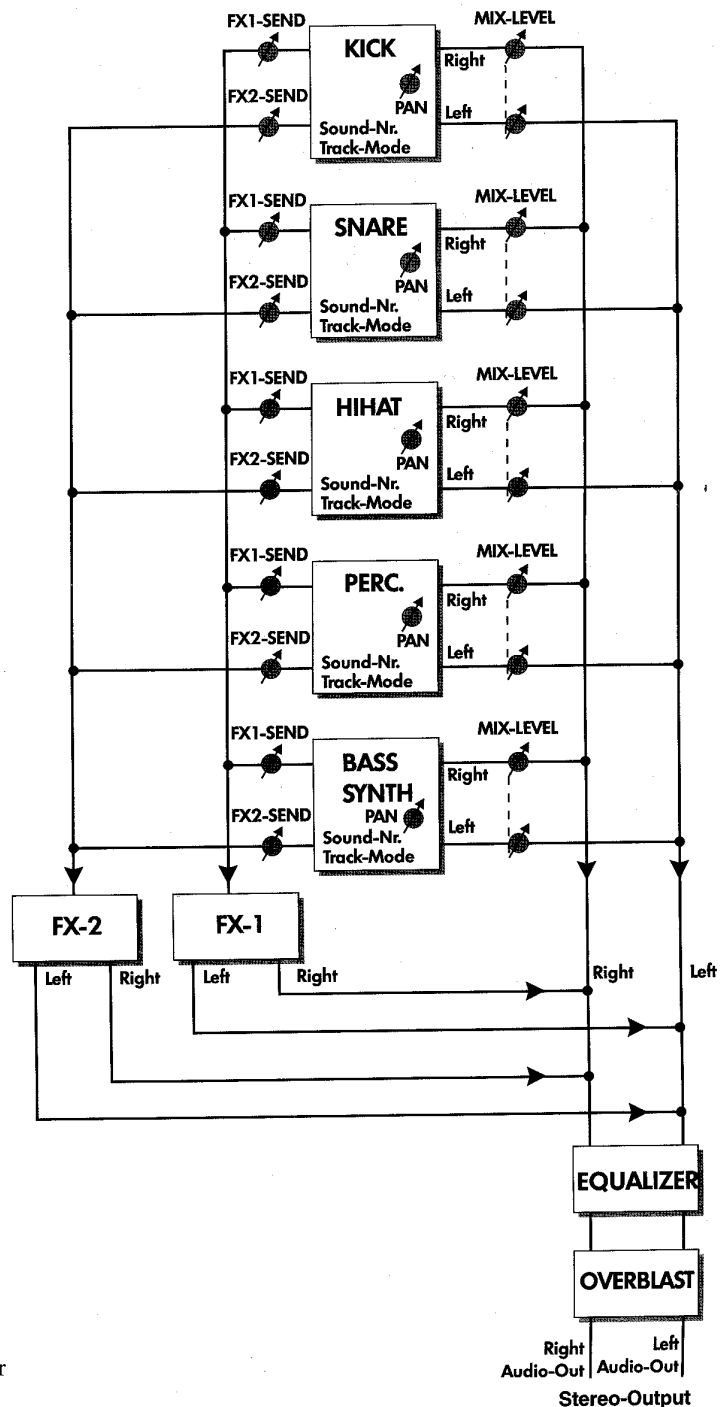 FX1-SEND
KICK
MIX-LEVEL
Right
FX2-SEND
PAN
Left
Sound-Nr.
Track-Mode
FX1-SEND
SNARE
MIX-LEVEL
Right
FX2-SEND
PAN
Left
Sound-Nr.
Track-Mode
FX1-SEND
HIHAT
MIX-LEVEL
Right
FX2-SEND
PAN
Left
Sound-Nr.
Track-Mode
FX1-SEND
PERC.
MIX-LEVEL
Right
FX2-SEND
PAN
Left
Sound-Nr.
Track-Mode
FX1-SEND
BASS
SYNTH
MIX-LEVEL
Right
FX2-SEND
PAN
Left
Sound-Nr.
Track-Mode
FX-2
FX-1
Left
Right
Left
Right
Right
Left
EQUALIZER
OVERBLAST
Right
Audio-Out
Left
Audio-Out
Stereo-Output